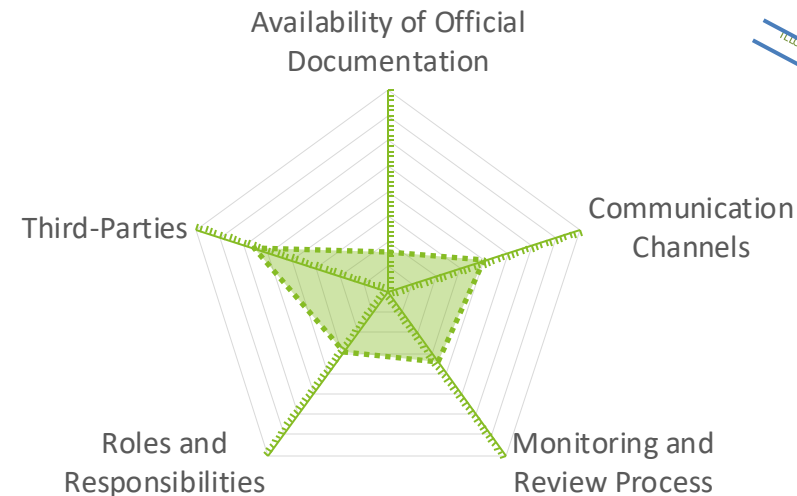 Availability of Official
Documentation
Communication
Channels
Third-Parties
Roles and
Responsibilities
Monitoring and
Review Process